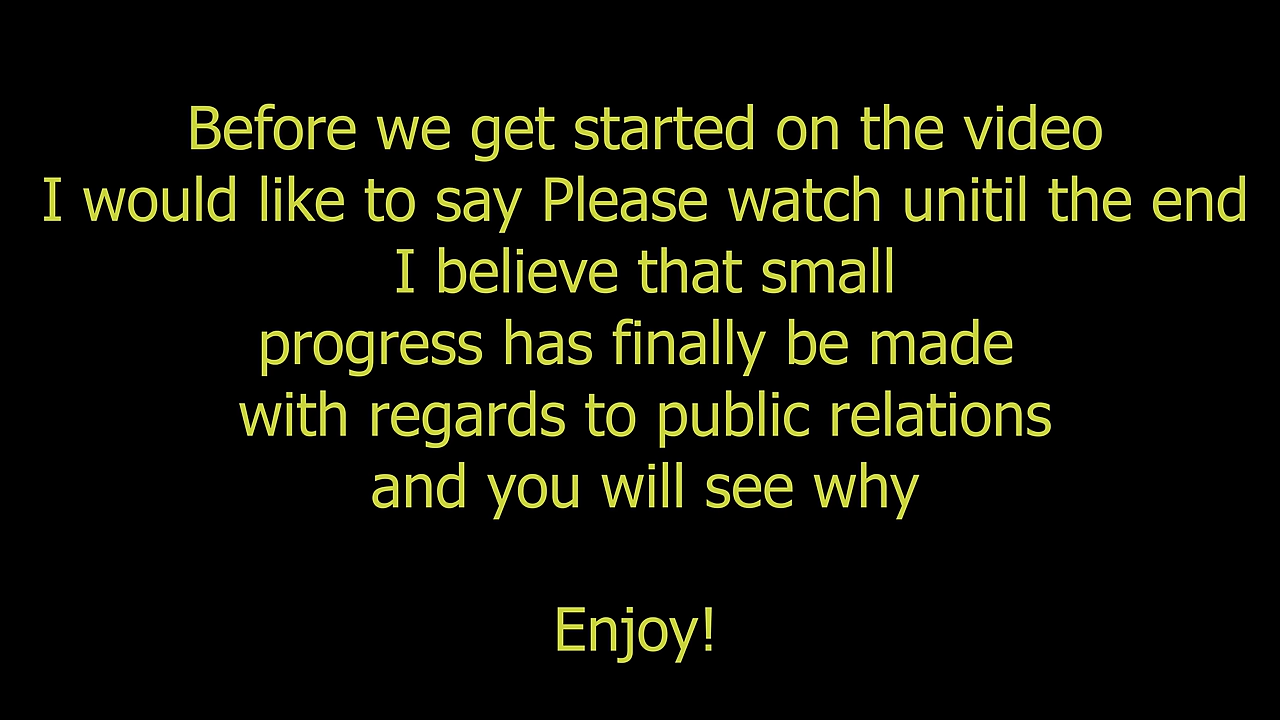 Before we get started on the video
I would like to say Please watch unitil the end
I believe that small
progress has finally be made
with regards to public relations
and you will see why
Enjoy!